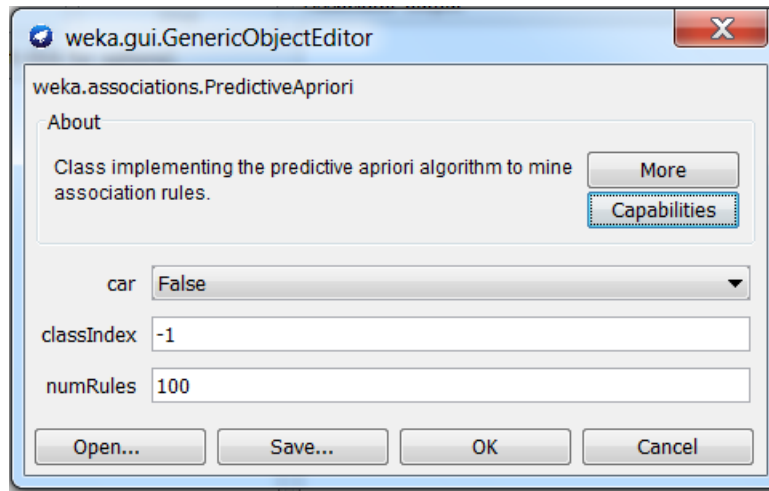 weka.gui.GenericObjectEditor
weka.associations.PredictiveApriori
About
Class implementing the predictive apriori algorithm to mine
association rules.
More
Capabilities
car False
classIndex -1
numRules 100
Open... Save... OK Cancel